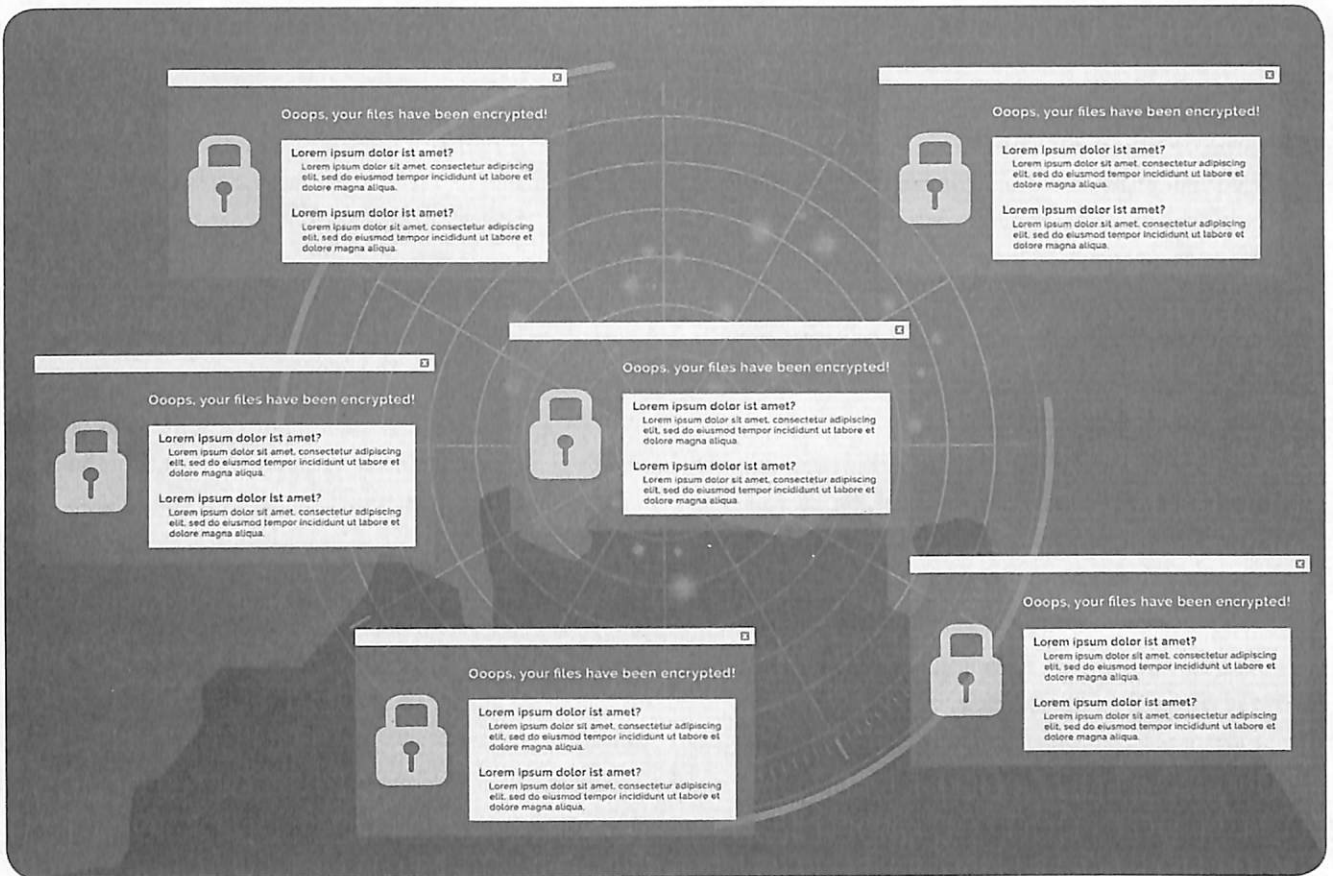 Ooops, your files have been encrypted!
Lorem ipsum dolor ist amet?
Lorem ipsum dolor sit amet, consectetur adipiscing
elit, sed do eiusmod tempor incididunt ut labore et
dolore magna aliqua.
Lorem ipsum dolor ist amet?
Lorem ipsum dolor sit amet, consectetur adipiscing
elit, sed do eiusmod tempor incididunt ut labore et
dolore magna aliqua.
Ooops, your files have been encrypted!
Lorem ipsum dolor ist amet?
Lorem ipsum dolor sit amet, consectetur adipiscing
elit, sed do eiusmod tempor incididunt ut labore et
dolore magna aliqua.
Lorem ipsum dolor ist amet?
Lorem ipsum dolor sit amet, consectetur adipiscing
elit, sed do eiusmod tempor incididunt ut labore et
dolore magna aliqua.
Ooops, your files have been encrypted!
Lorem ipsum dolor ist amet?
Lorem ipsum dolor sit amet, consectetur adipiscing
elit, sed do eiusmod tempor incididunt ut labore et
dolore magna aliqua.
Lorem ipsum dolor ist amet?
Lorem ipsum dolor sit amet, consectetur adipiscing
elit, sed do eiusmod tempor incididunt ut labore et
dolore magna aliqua.
Ooops, your files have been encrypted!
Lorem ipsum dolor ist amet?
Lorem ipsum dolor sit amet, consectetur adipiscing
elit, sed do eiusmod tempor incididunt ut labore et
dolore magna aliqua.
Lorem ipsum dolor ist amet?
Lorem ipsum dolor sit amet, consectetur adipiscing
elit, sed do eiusmod tempor incididunt ut labore et
dolore magna aliqua.
Ooops, your files have been encrypted!
Lorem ipsum dolor ist amet?
Lorem ipsum dolor sit amet, consectetur adipiscing
elit, sed do eiusmod tempor incididunt ut labore et
dolore magna aliqua.
Lorem ipsum dolor ist amet?
Lorem ipsum dolor sit amet, consectetur adipiscing
elit, sed do eiusmod tempor incididunt ut labore et
dolore magna aliqua.
Ooops, your files have been encrypted!
Lorem ipsum dolor ist amet?
Lorem ipsum dolor sit amet, consectetur adipiscing
elit, sed do eiusmod tempor incididunt ut labore et
dolore magna aliqua.
Lorem ipsum dolor ist amet?
Lorem ipsum dolor sit amet, consectetur adipiscing
elit, sed do eiusmod tempor incididunt ut labore et
dolore magna aliqua.